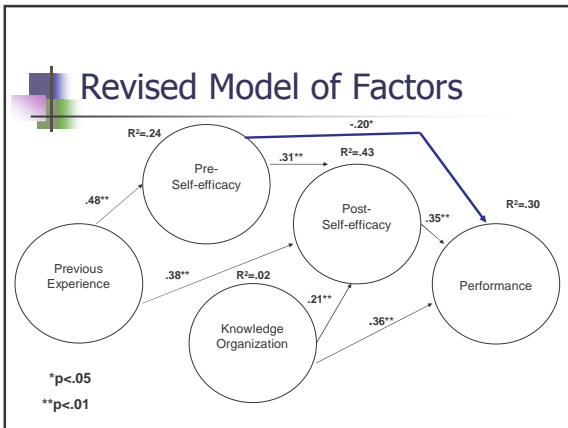 Revised Model of Factors
R²=.24
-.20*
Pre-
Self-efficacy
.31**
R²=.43
Post-
Self-efficacy
.35**
R²=.30
.48**
Previous
Experience
.38**
R²=.02
.21**
Knowledge
Organization
.36**
Performance
*p<.05
**p<.01